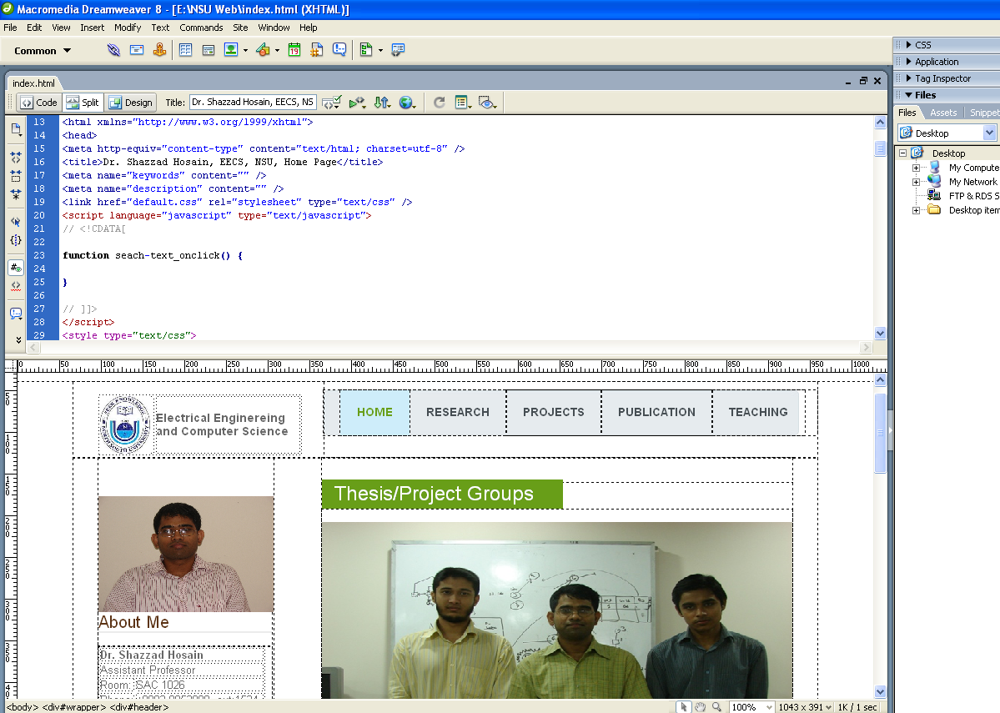 Macromedia Dreamweaver 8 - [E:\NSU Web\index.html (XHTML)]
File Edit View Insert Modify Text Commands Site Window Help
Common
CSS
Application
Tag Inspector
Files
Files Assets Snippet
Desktop
Desktop
My Compute
My Network
FTP & RDS S
Desktop item
index.html
Code Split Design Title: Dr. Shazzad Hosain, EECS, NS
13 <html xmlns="http://www.w3.org/1999/xhtml">
14 <head>
15 <meta http-equiv="content-type" content="text/html; charset=utf-8" />
16 <title>Dr. Shazzad Hosain, EECS, NSU, Home Page</title>
17 <meta name="keywords" content="" />
18 <meta name="description" content="" />
19 <link href="default.css" rel="stylesheet" type="text/css" />
20 <script language="javascript" type="text/javascript">
21 // <!CDATA[
22
23 function seach-text_onclick() {
24
25 }
26
27 // ]]>
28 </script>
29 <style type="text/css">
0 50 100 150 200 250 300 350 400 450 500 550 600 650 700 750 800 850 900 950 1000
Electrical Enginereing
and Computer Science
HOME RESEARCH PROJECTS PUBLICATION TEACHING
Thesis/Project Groups
About Me
Dr. Shazzad Hosain
Assistant Professor
Room: SAC 1026
<body> <div#wrapper> <div#header>
100% 1043 x 391 1K / 1 sec